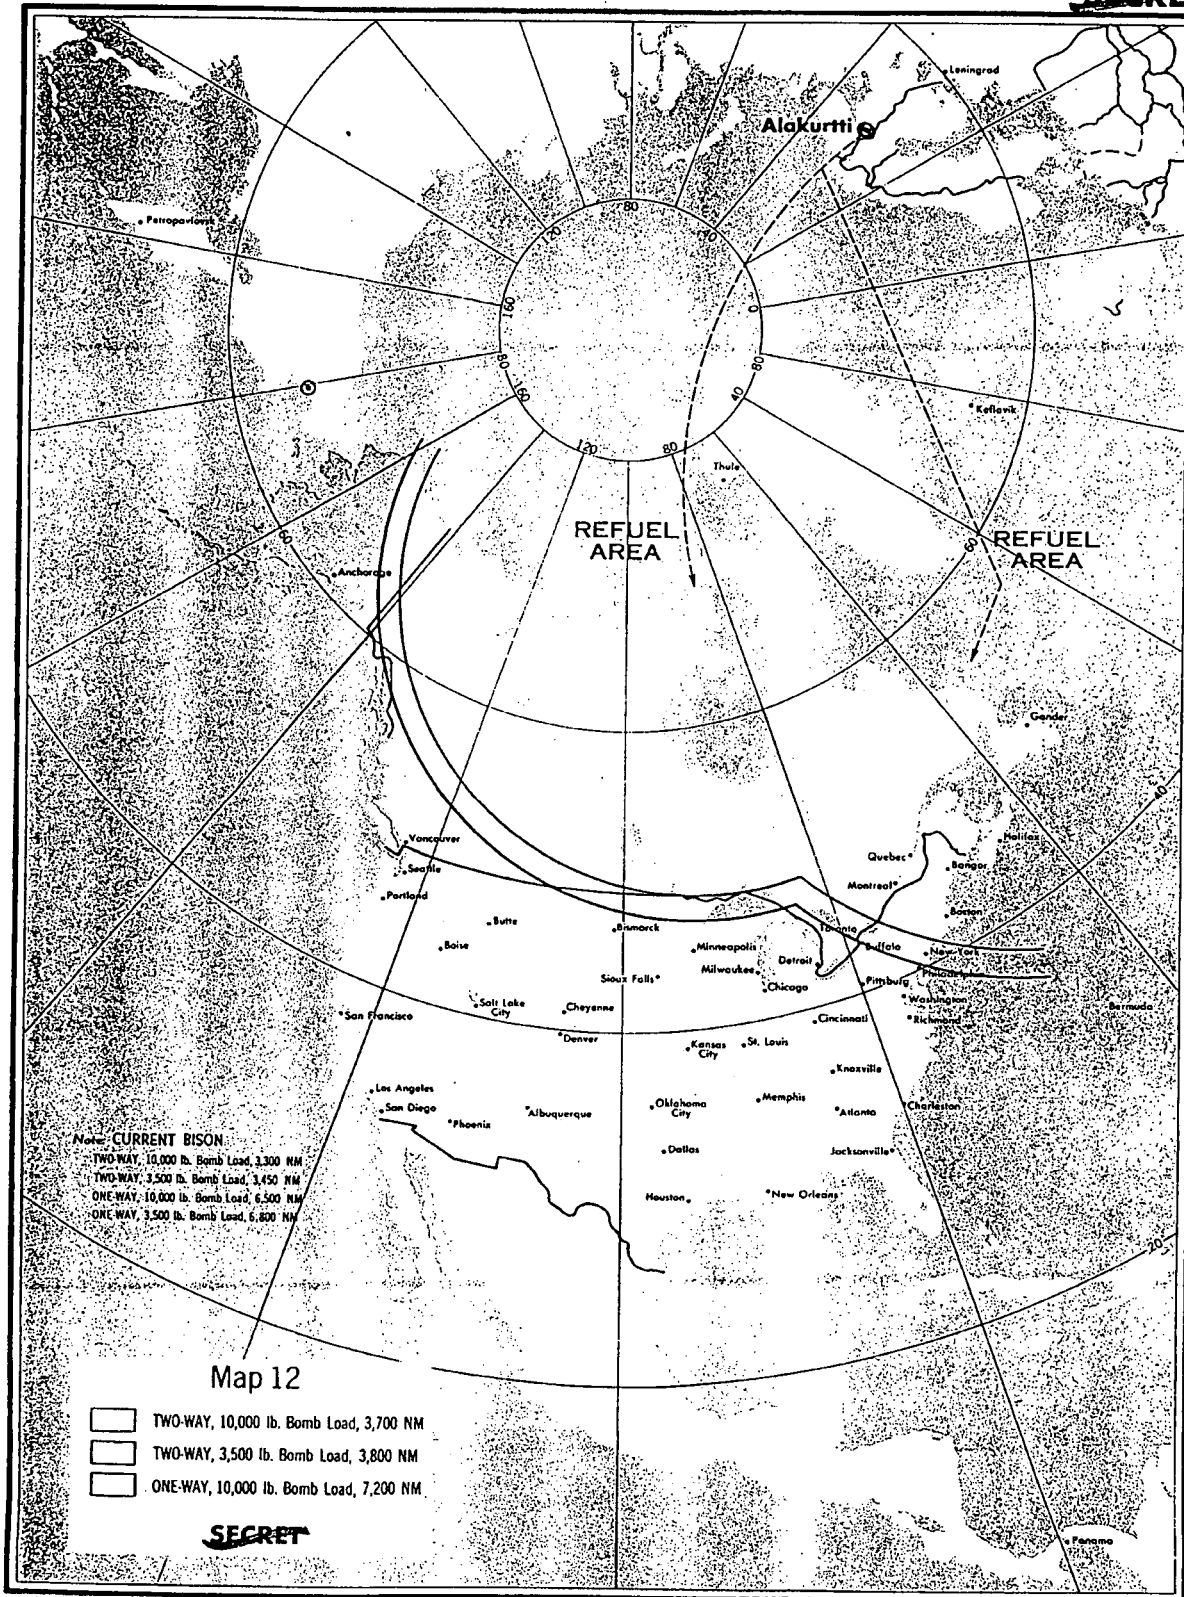 Leningrad
Alakurtti
Petropavlovsk
80
120
40
160
0
80
80
160
40
120
80
Keflavik
Thule
REFUEL
AREA
REFUEL
AREA
60
60
Anchorage
Gander
40
Halifax
Vancouver
Seattle
Portland
Quebec
Bangor
Montreal
Boston
Butte
Boise
Bismarck
Toronto
Buffalo
New York
Minneapolis
Detroit
Milwaukee
Sioux Falls
Chicago
Pittsburg
Philadelphia
Washington
Bermuda
Salt Lake
City
Cheyenne
San Francisco
Cincinnati
Richmond
Denver
Kansas
City
St. Louis
Knoxville
Los Angeles
San Diego
Phoenix
Albuquerque
Oklahoma
City
Memphis
Atlanta
Charleston
Dallas
Jacksonville
Houston
New Orleans
20
Note: CURRENT BISON
TWO-WAY, 10,000 lb. Bomb Load, 3,300 NM
TWO-WAY, 3,500 lb. Bomb Load, 3,450 NM
ONE-WAY, 10,000 lb. Bomb Load, 6,500 NM
ONE-WAY, 3,500 lb. Bomb Load, 6,800 NM
Map 12
TWO-WAY, 10,000 lb. Bomb Load, 3,700 NM
TWO-WAY, 3,500 lb. Bomb Load, 3,800 NM
ONE-WAY, 10,000 lb. Bomb Load, 7,200 NM
SECRET
Panama